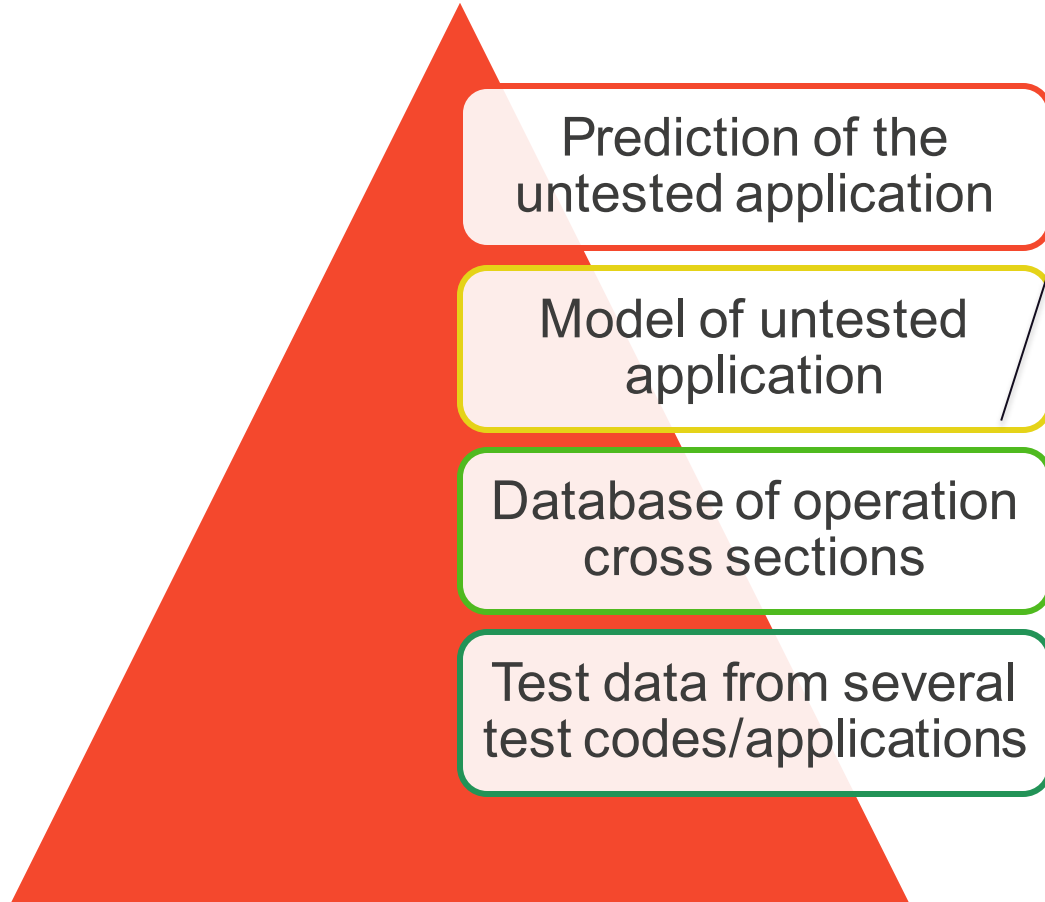 Prediction of the
untested application
Model of untested
application
Database of operation
cross sections
Test data from several
test codes/applications